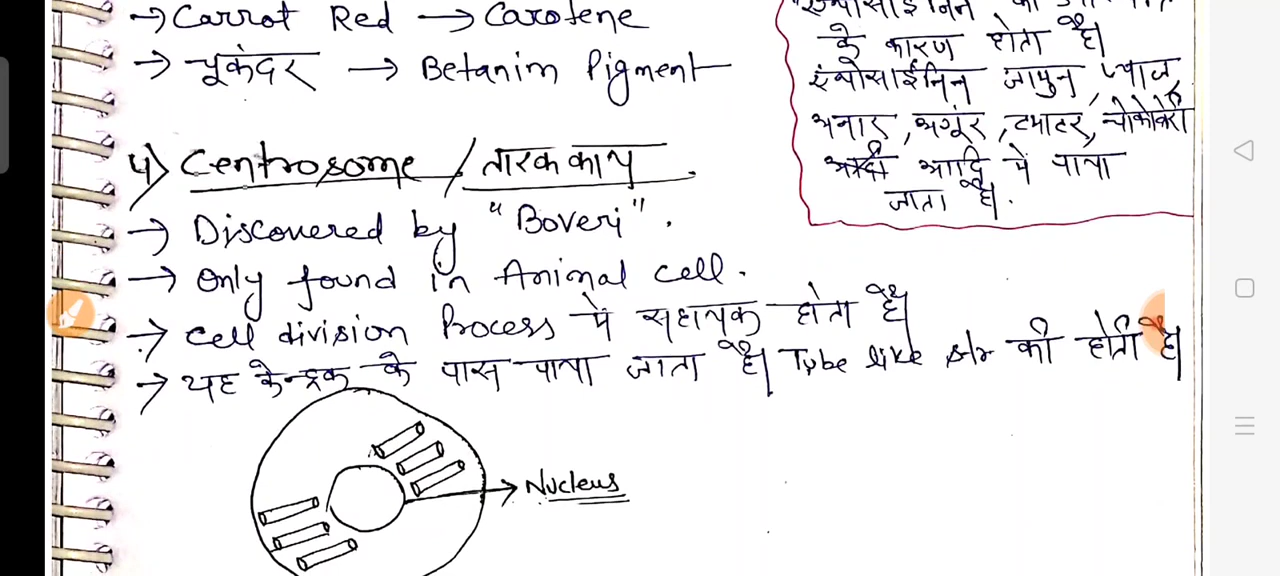 → Carrot Red → Carotene
→ चूकंदर → Betanim Pigment
के कारण होता है।
एंथोसाईनिन जामुन, प्याज,
अनार, अंगूर, टमाटर, चोकोबेरी
आदि में पाया
जाता है।
4) Centrosome / तारककाय
→ Discovered by "Boveri".
→ Only found in Animal cell.
→ Cell division Process में सहायक होता है।
→ यह केन्द्रक के पास पाया जाता है। Tube like str की होती है।
→ Nucleus